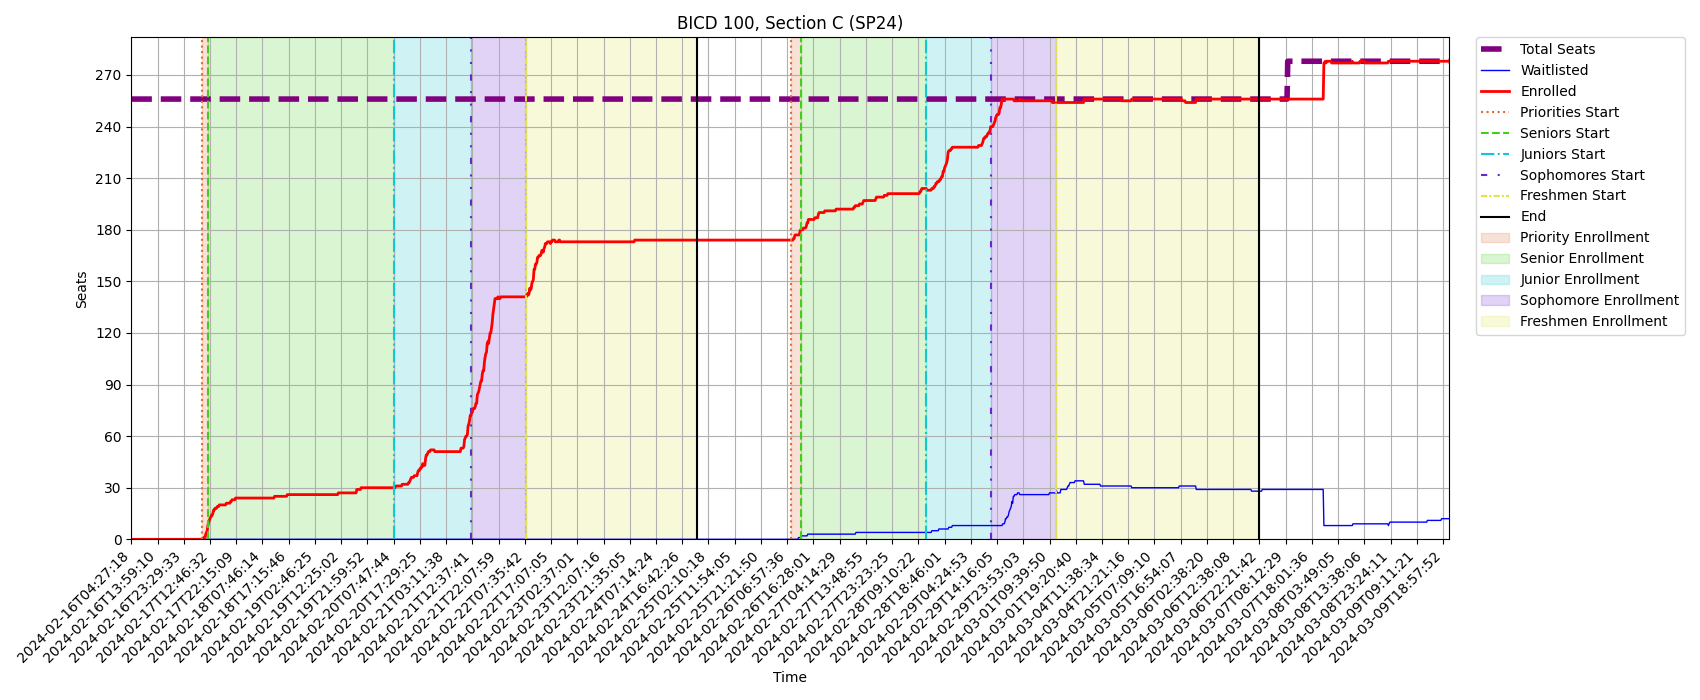 BICD 100, Section C (SP24)
Seats
270
240
210
180
150
120
90
60
30
0
2024-02-16T04:27:18
2024-02-16T13:59:10
2024-02-16T23:29:33
2024-02-17T12:46:32
2024-02-17T22:15:09
2024-02-18T07:46:14
2024-02-18T17:15:46
2024-02-19T02:46:25
2024-02-19T12:25:02
2024-02-19T21:59:52
2024-02-20T07:47:44
2024-02-20T17:29:25
2024-02-21T03:11:38
2024-02-21T12:37:41
2024-02-21T22:07:59
2024-02-22T07:35:42
2024-02-22T17:07:05
2024-02-23T02:37:01
2024-02-23T12:07:16
2024-02-23T21:35:05
2024-02-24T07:14:24
2024-02-24T16:42:26
2024-02-25T02:10:18
2024-02-25T11:54:05
2024-02-25T21:21:50
2024-02-26T06:57:36
2024-02-26T16:28:01
2024-02-27T04:14:29
2024-02-27T13:48:55
2024-02-27T23:23:25
2024-02-28T09:10:22
2024-02-28T18:46:01
2024-02-29T04:24:53
2024-02-29T14:16:05
2024-02-29T23:53:03
2024-03-01T09:39:50
2024-03-01T19:20:40
2024-03-04T11:38:34
2024-03-04T21:21:16
2024-03-05T07:09:10
2024-03-05T16:54:07
2024-03-06T02:38:20
2024-03-06T12:38:08
2024-03-06T22:21:42
2024-03-07T08:12:29
2024-03-07T18:01:36
2024-03-08T03:49:05
2024-03-08T13:38:06
2024-03-08T23:24:11
2024-03-09T09:11:21
2024-03-09T18:57:52
Time
Total Seats
Waitlisted
Enrolled
Priorities Start
Seniors Start
Juniors Start
Sophomores Start
Freshmen Start
End
Priority Enrollment
Senior Enrollment
Junior Enrollment
Sophomore Enrollment
Freshmen Enrollment